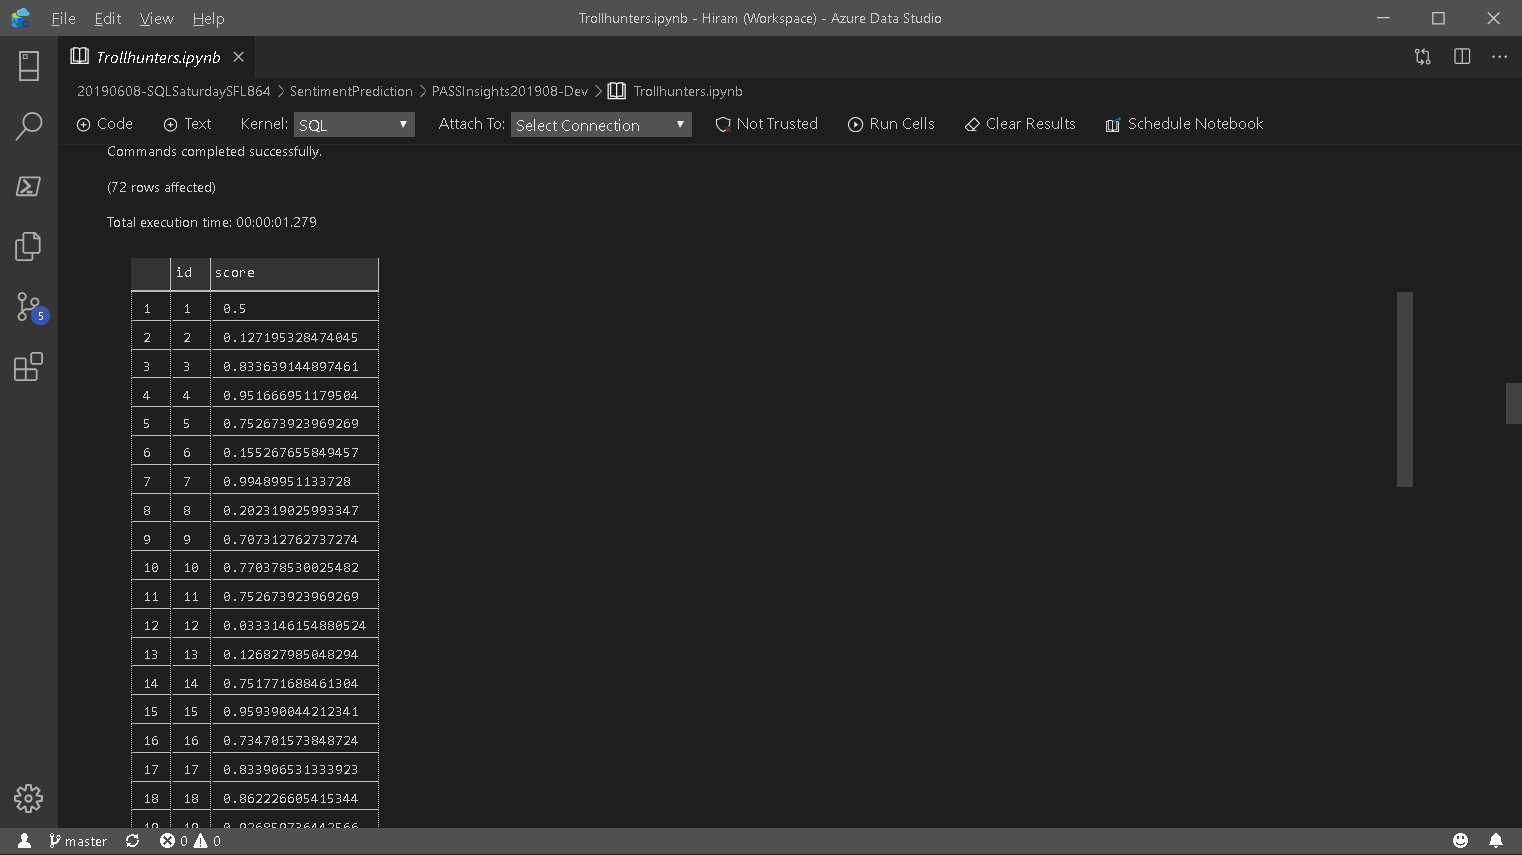 File Edit View Help Trollhunters.ipynb - Hiram (Workspace) - Azure Data Studio
Trollhunters.ipynb
20190608-SQLSaturdaySFL864 > SentimentPrediction > PASSInsights201908-Dev > Trollhunters.ipynb
Code Text Kernel: SQL Attach To: Select Connection Not Trusted Run Cells Clear Results Schedule Notebook
Commands completed successfully.
(72 rows affected)
Total execution time: 00:00:01.279
id score
1 1 0.5
2 2 0.127195328474045
3 3 0.833639144897461
4 4 0.951666951179504
5 5 0.752673923969269
6 6 0.155267655849457
7 7 0.99489951133728
8 8 0.202319025993347
9 9 0.707312762737274
10 10 0.770378530025482
11 11 0.752673923969269
12 12 0.0333146154880524
13 13 0.126827985048294
14 14 0.751771688461304
15 15 0.959390044212341
16 16 0.734701573848724
17 17 0.833906531333923
18 18 0.862226605415344
19 19 0.926859736442566
5
master 0 0